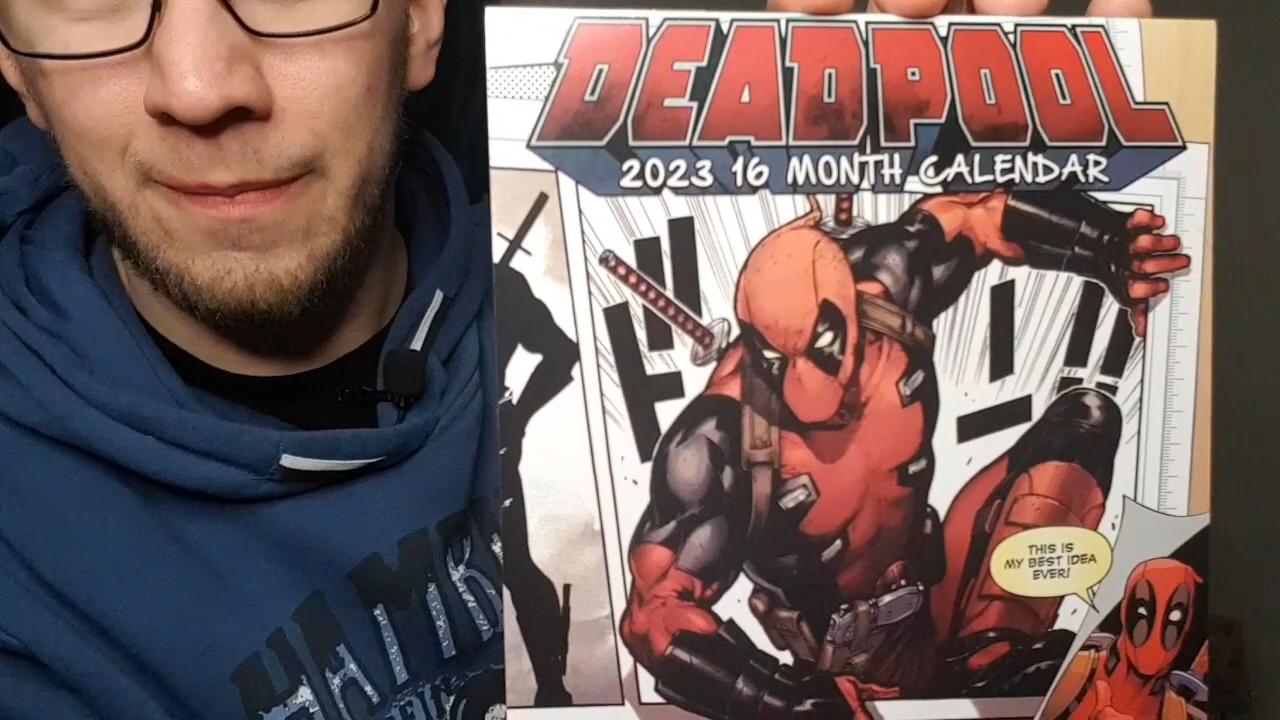 DEADPOOL
2023 16 MONTH CALENDAR
THIS IS
MY BEST IDEA
EVER!